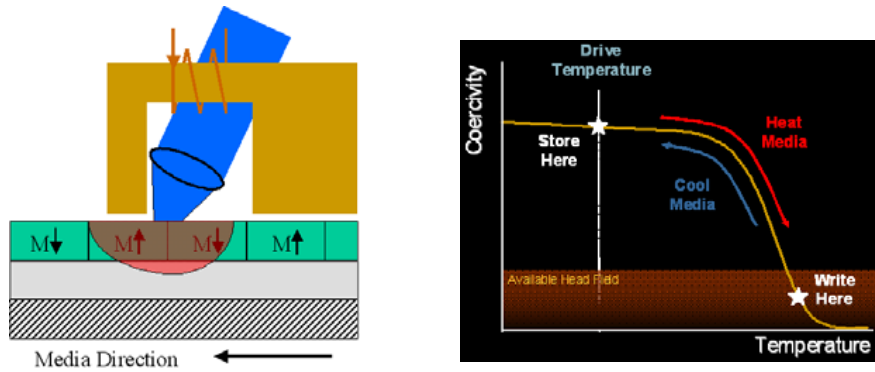 M
M
M
M
Media Direction
Drive
Temperature
Coercivity
Store
Here
Heat
Media
Cool
Media
Available Head Field
Write
Here
Temperature